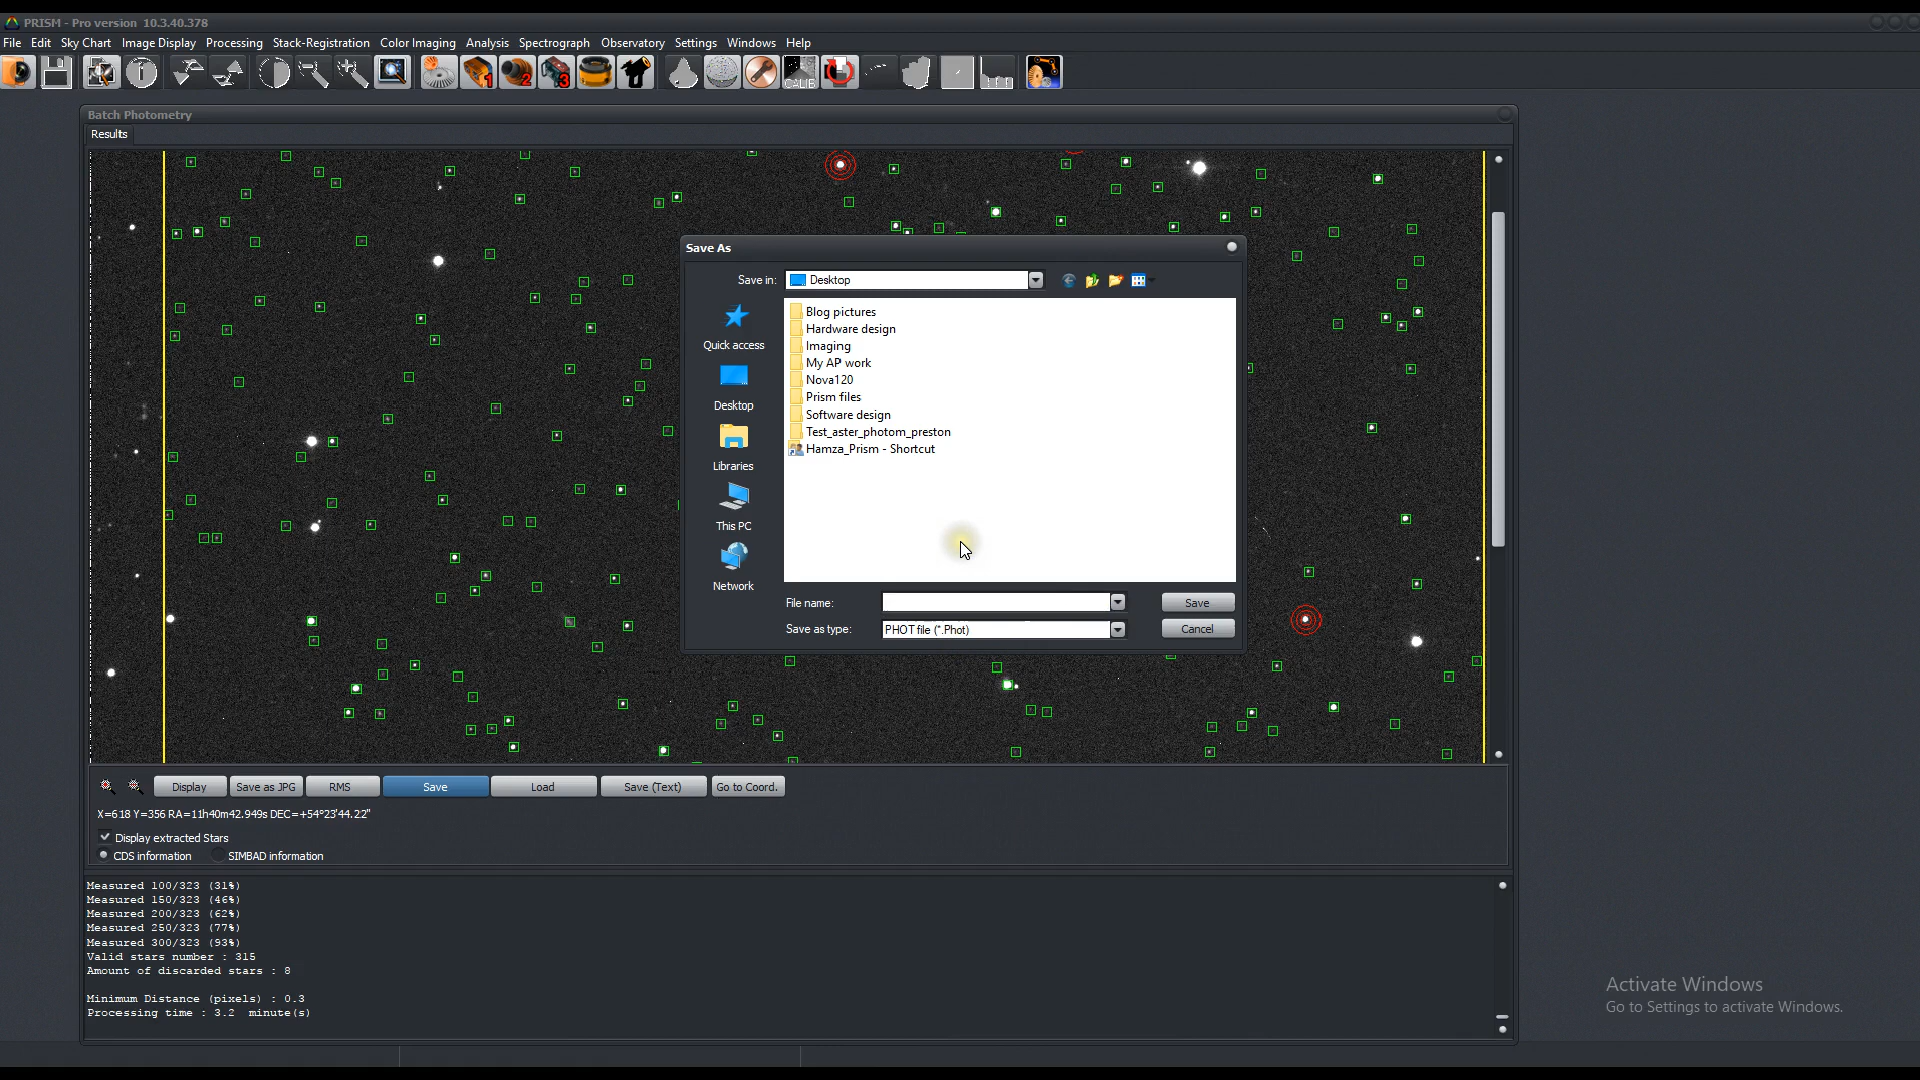 PRISM - Pro version 10.3.40.378
File Edit Sky Chart Image Display Processing Stack-Registration Color Imaging Analysis Spectrograph Observatory Settings Windows Help
1 2 3 CALIB
Batch Photometry
Results
Save As
Save in: Desktop
Quick access
Desktop
Libraries
This PC
Network
Blog pictures
Hardware design
Imaging
My AP work
Nova120
Prism files
Software design
Test_aster_photom_preston
Hamza_Prism - Shortcut
File name: Save
Save as type: PHOT file (*.Phot) Cancel
Display Save as JPG RMS Save Load Save (Text) Go to Coord.
X=618 Y=356 RA=11h40m42.949s DEC=+54°23'44.22"
Display extracted Stars
CDS information SIMBAD information
Measured 100/323 (31%)
Measured 150/323 (46%)
Measured 200/323 (62%)
Measured 250/323 (77%)
Measured 300/323 (93%)
Valid stars number : 315
Amount of discarded stars : 8
Minimum Distance (pixels) : 0.3
Processing time : 3.2 minute(s)
Activate Windows
Go to Settings to activate Windows.